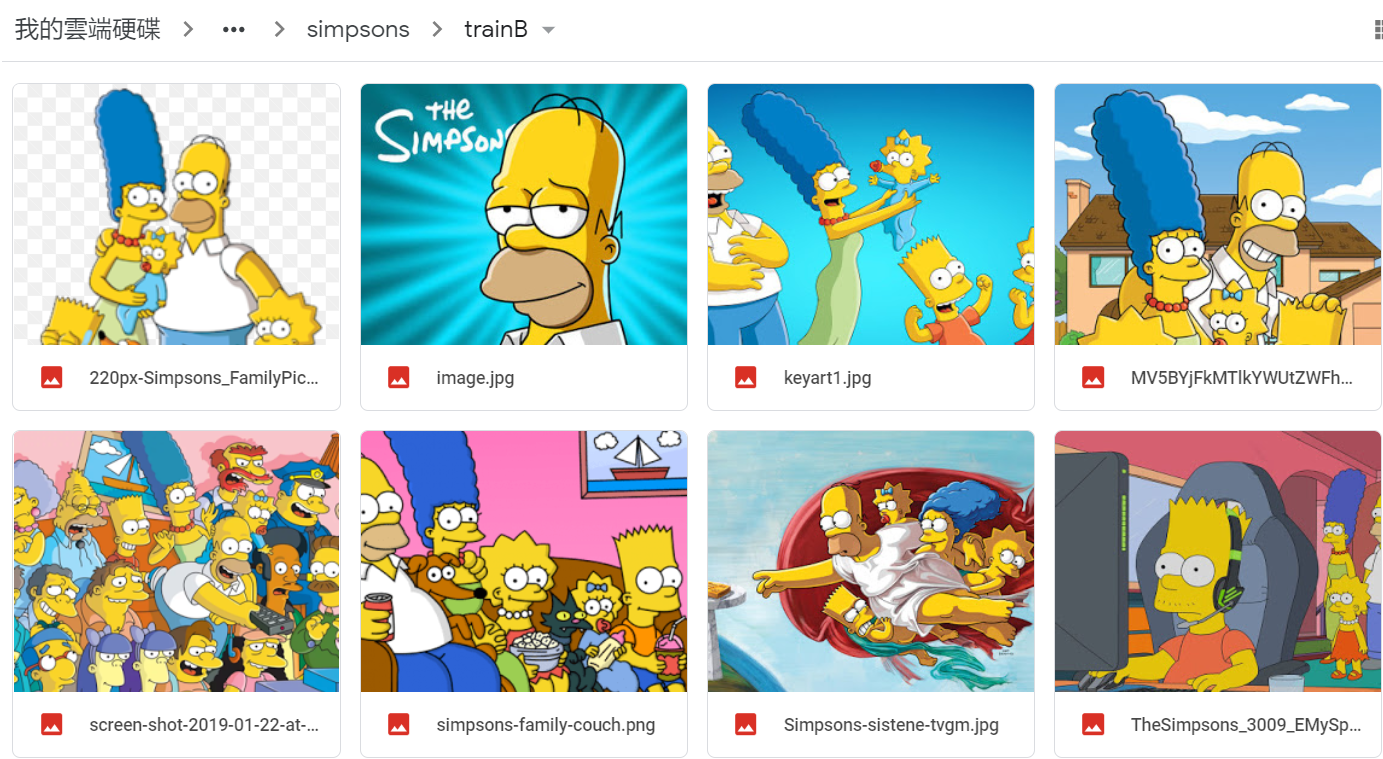 我的雲端硬碟 > ••• > simpsons > trainB
THE
SIMPSON
220px-Simpsons_FamilyPic...
image.jpg
keyart1.jpg
MV5BYjFkMTlkYWUtZWFh...
screen-shot-2019-01-22-at-...
simpsons-family-couch.png
Simpsons-sistene-tvgm.jpg
TheSimpsons_3009_EMySp...